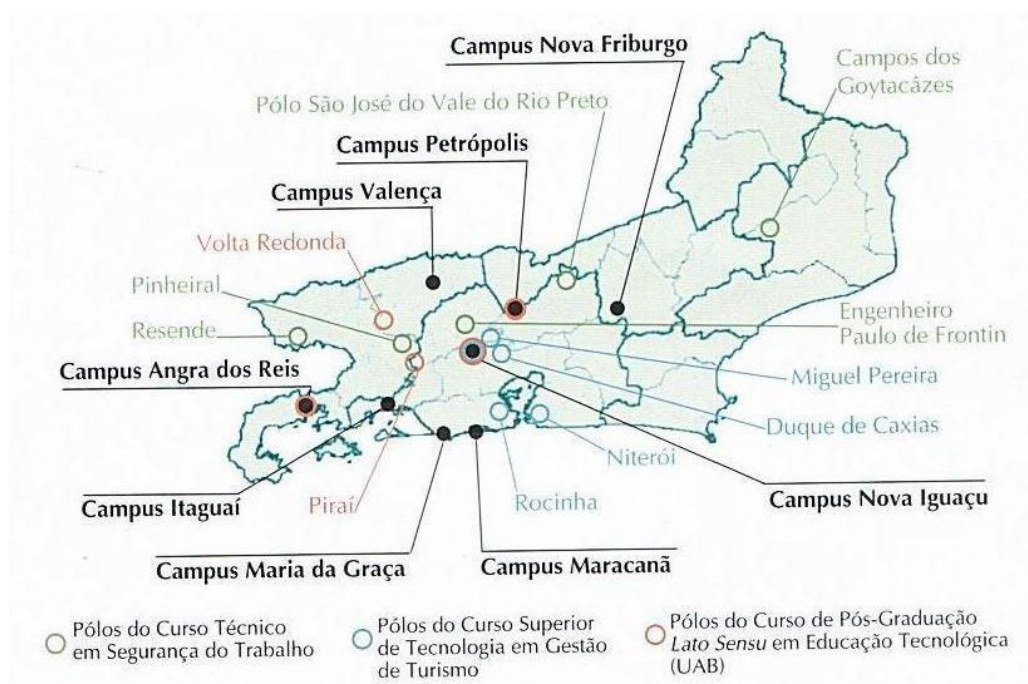 Campus Nova Friburgo
Campos dos
Goytacâzes
Pólo São José do Vale do Rio Preto
Campus Petrópolis
Campus Valença
Volta Redonda
Pinheiral
Resende
Engenheiro
Paulo de Frontin
Campus Angra dos Reis
Miguel Pereira
Duque de Caxias
Niterói
Campus Itaguaí
Piraí
Rocinha
Campus Nova Iguaçu
Campus Maria da Graça
Campus Maracanã
Pólos do Curso Técnico
em Segurança do Trabalho
Pólos do Curso Superior
de Tecnologia em Gestão
de Turismo
Pólos do Curso de Pós-Graduação
Lato Sensu em Educação Tecnológica
(UAB)